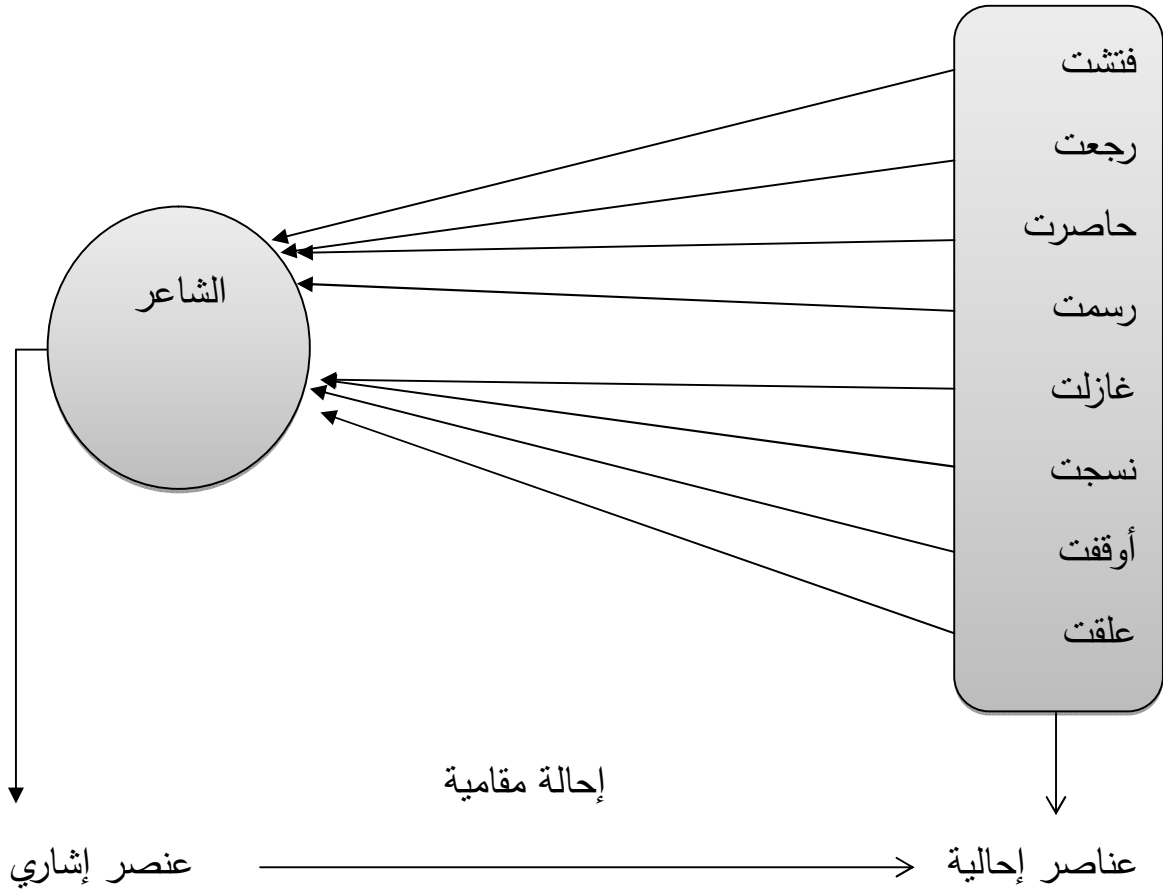 فتشت
رجعت
حاصرت
رسمت
غازلت
نسجت
أوقفت
علقت
الشاعر
إحالة مقامية
عناصر إحالية
عنصر إشاري